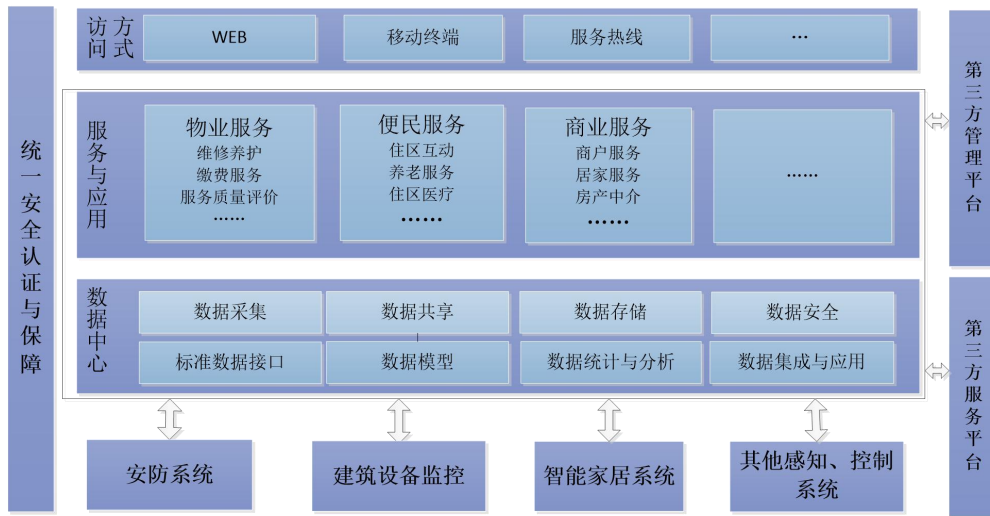 统一安全认证与保障
访问方式
WEB
移动终端
服务热线
...
服务与应用
物业服务
维修养护
缴费服务
服务质量评价
……
便民服务
住区互动
养老服务
住区医疗
……
商业服务
商户服务
居家服务
房产中介
……
……
数据中心
数据采集
数据共享
数据存储
数据安全
标准数据接口
数据模型
数据统计与分析
数据集成与应用
安防系统
建筑设备监控
智能家居系统
其他感知、控制
系统
第三方管理平台
第三方服务平台